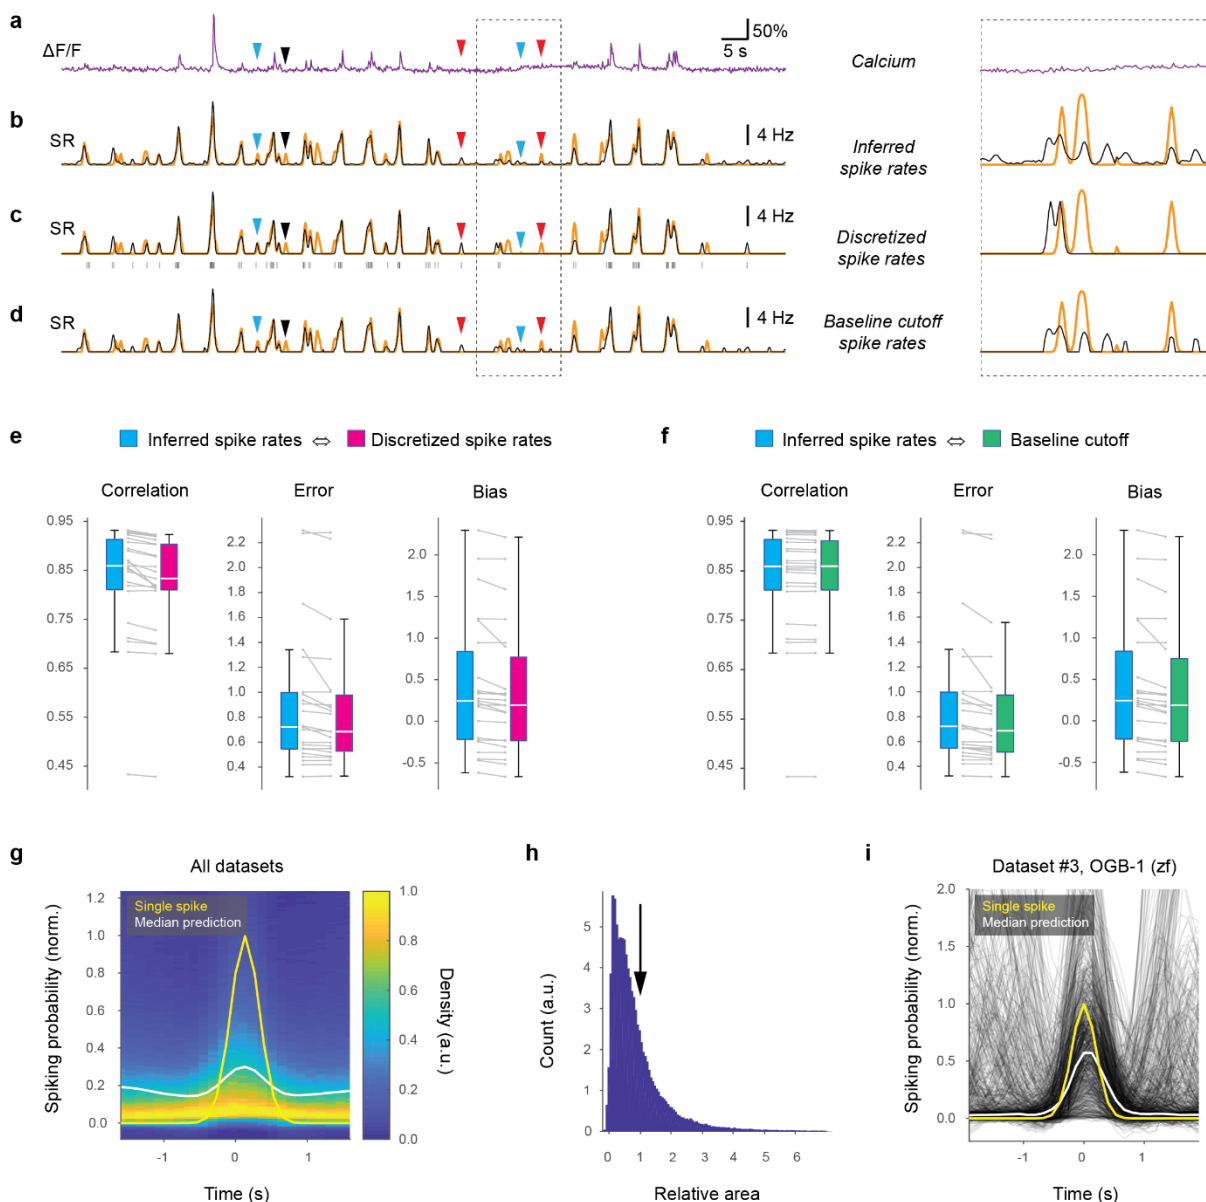 a
ΔF/F
50%
5 s
Calcium
b
SR
4 Hz
Inferred
spike rates
c
SR
4 Hz
Discretized
spike rates
d
SR
4 Hz
Baseline cutoff
spike rates
e
Inferred spike rates ⇔ Discretized spike rates
Correlation
Error
Bias
0.95
0.85
0.75
0.65
0.55
0.45
2.2
2.0
1.8
1.6
1.4
1.2
1.0
0.8
0.6
0.4
2.0
1.5
1.0
0.5
0.0
-0.5
f
Inferred spike rates ⇔ Baseline cutoff
Correlation
Error
Bias
0.95
0.85
0.75
0.65
0.55
0.45
2.2
2.0
1.8
1.6
1.4
1.2
1.0
0.8
0.6
0.4
2.0
1.5
1.0
0.5
0.0
-0.5
g
All datasets
Single spike
Median prediction
Spiking probability (norm.)
1.2
1.0
0.8
0.6
0.4
0.2
0.0
-1 0 1
Time (s)
1.0
0.8
0.6
0.4
0.2
0.0
Density (a.u.)
h
Count (a.u.)
5
4
3
2
1
0
0 1 2 3 4 5 6
Relative area
i
Dataset #3, OGB-1 (zf)
Single spike
Median prediction
Spiking probability (norm.)
2.0
1.5
1.0
0.5
0.0
-1 0 1
Time (s)